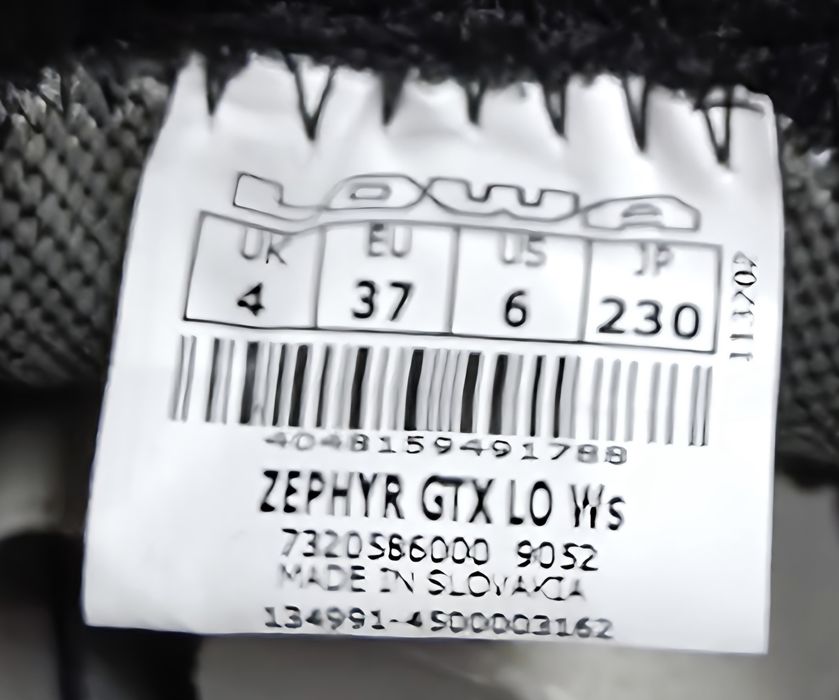 LOWA
UK EU US JP
4 37 6 230
4048159491788
ZEPHYR GTX LO Ws
7320586000 9052
MADE IN SLOVAKIA
134991-4500003162